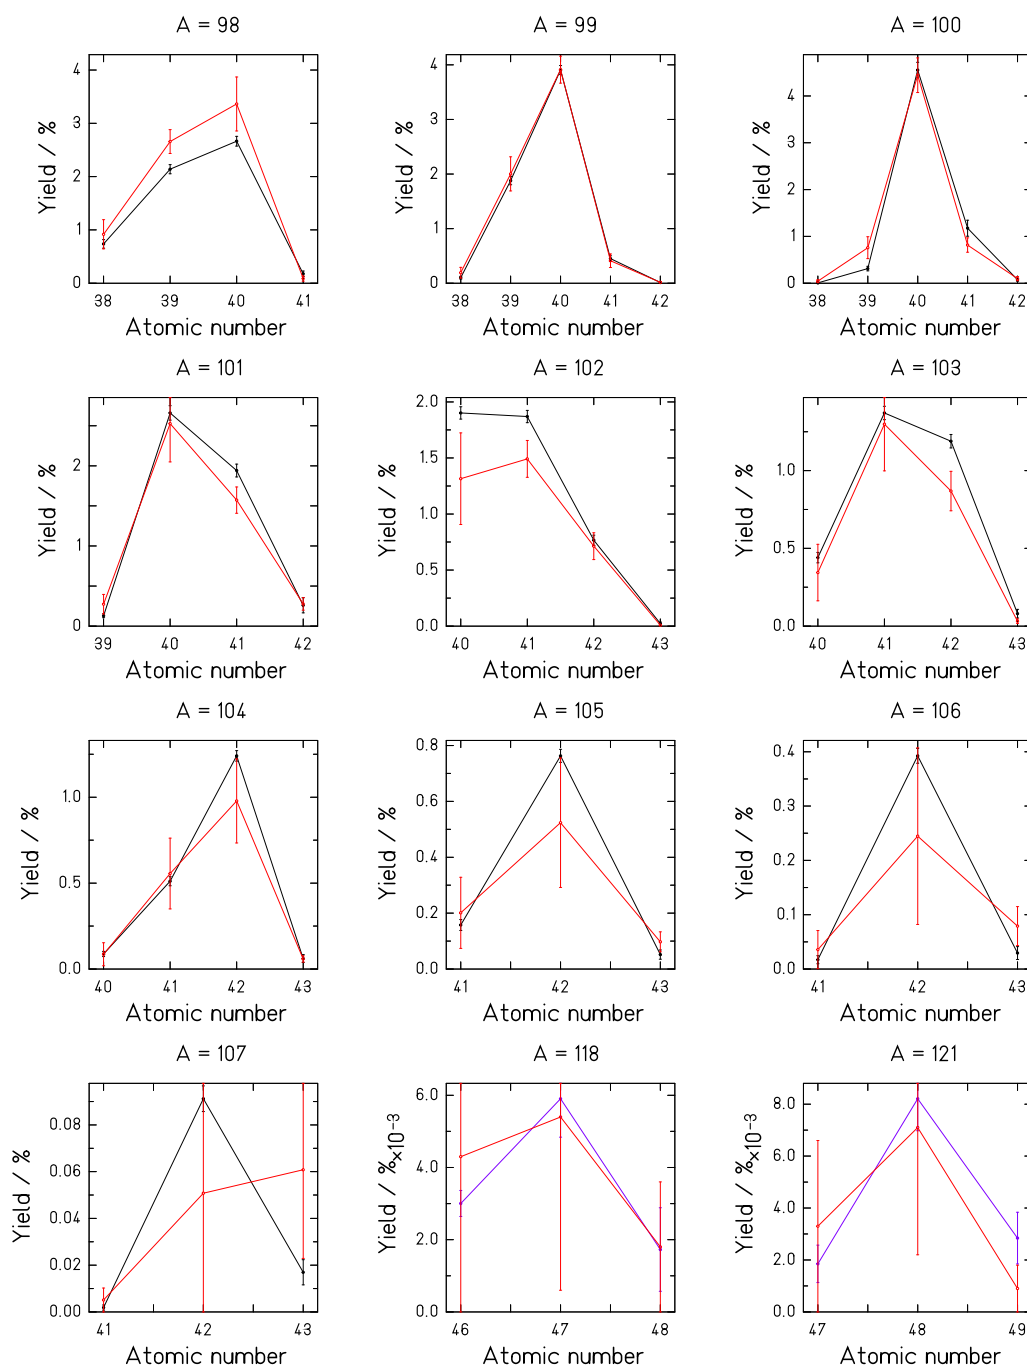 A = 98
A = 99
A = 100
Yield / %
4
3
2
1
0
38 39 40 41
Atomic number
Yield / %
4
2
0
38 39 40 41 42
Atomic number
Yield / %
4
2
0
38 39 40 41 42
Atomic number
A = 101
A = 102
A = 103
Yield / %
2
1
0
39 40 41 42
Atomic number
Yield / %
2.0
1.5
1.0
0.5
0.0
40 41 42 43
Atomic number
Yield / %
1.0
0.5
0.0
40 41 42 43
Atomic number
A = 104
A = 105
A = 106
Yield / %
1.0
0.5
0.0
40 41 42 43
Atomic number
Yield / %
0.8
0.6
0.4
0.2
0.0
41 42 43
Atomic number
Yield / %
0.4
0.3
0.2
0.1
0.0
41 42 43
Atomic number
A = 107
A = 118
A = 121
Yield / %
0.08
0.06
0.04
0.02
0.00
41 42 43
Atomic number
Yield / %×10⁻³
6.0
4.0
2.0
0.0
46 47 48
Atomic number
Yield / %×10⁻³
8.0
6.0
4.0
2.0
0.0
47 48 49
Atomic number